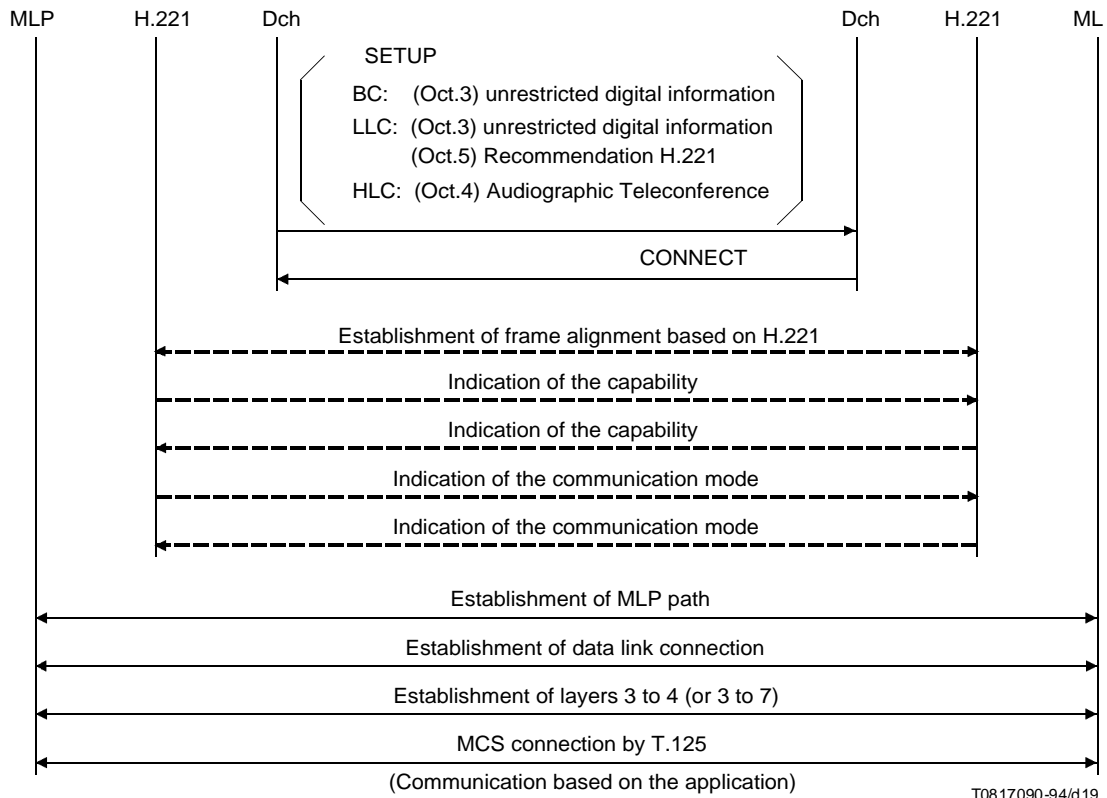 MLP H.221 Dch Dch H.221 ML
SETUP
BC: (Oct.3) unrestricted digital information
LLC: (Oct.3) unrestricted digital information
(Oct.5) Recommendation H.221
HLC: (Oct.4) Audiographic Teleconference
CONNECT
Establishment of frame alignment based on H.221
Indication of the capability
Indication of the capability
Indication of the communication mode
Indication of the communication mode
Establishment of MLP path
Establishment of data link connection
Establishment of layers 3 to 4 (or 3 to 7)
MCS connection by T.125
(Communication based on the application)
T0817090-94/d19